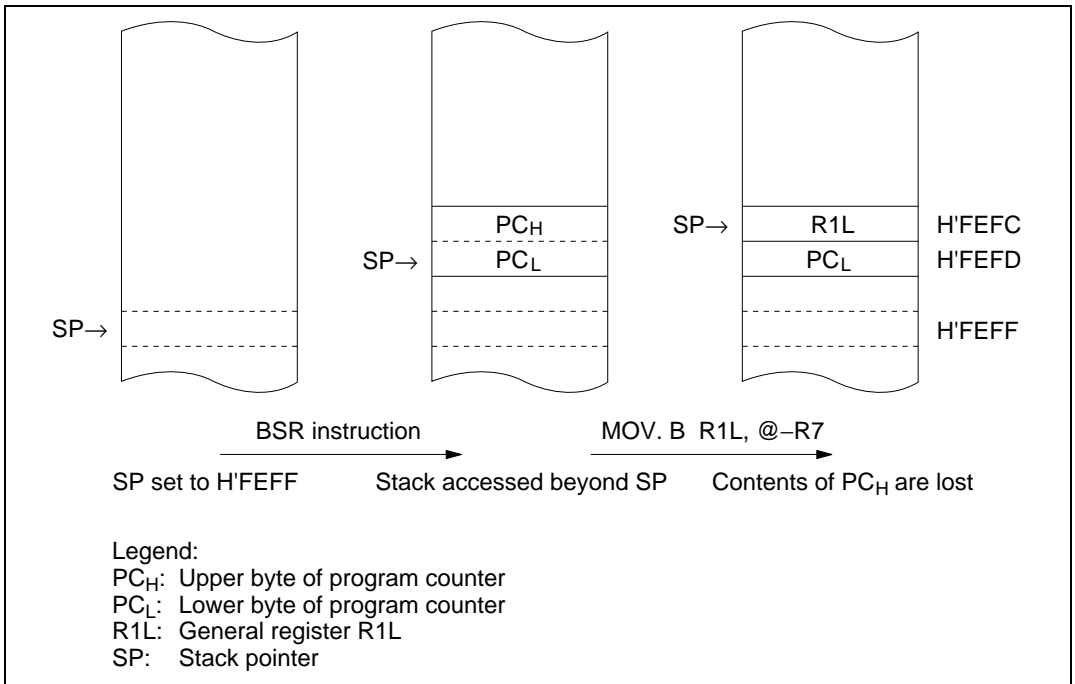 PCH
SP→ R1L H'FEFC
SP→ PCL
PCL H'FEFD
SP→
H'FEFF
BSR instruction
MOV. B R1L, @−R7
SP set to H'FEFF
Stack accessed beyond SP
Contents of PCH are lost
Legend:
PCH: Upper byte of program counter
PCL: Lower byte of program counter
R1L: General register R1L
SP: Stack pointer